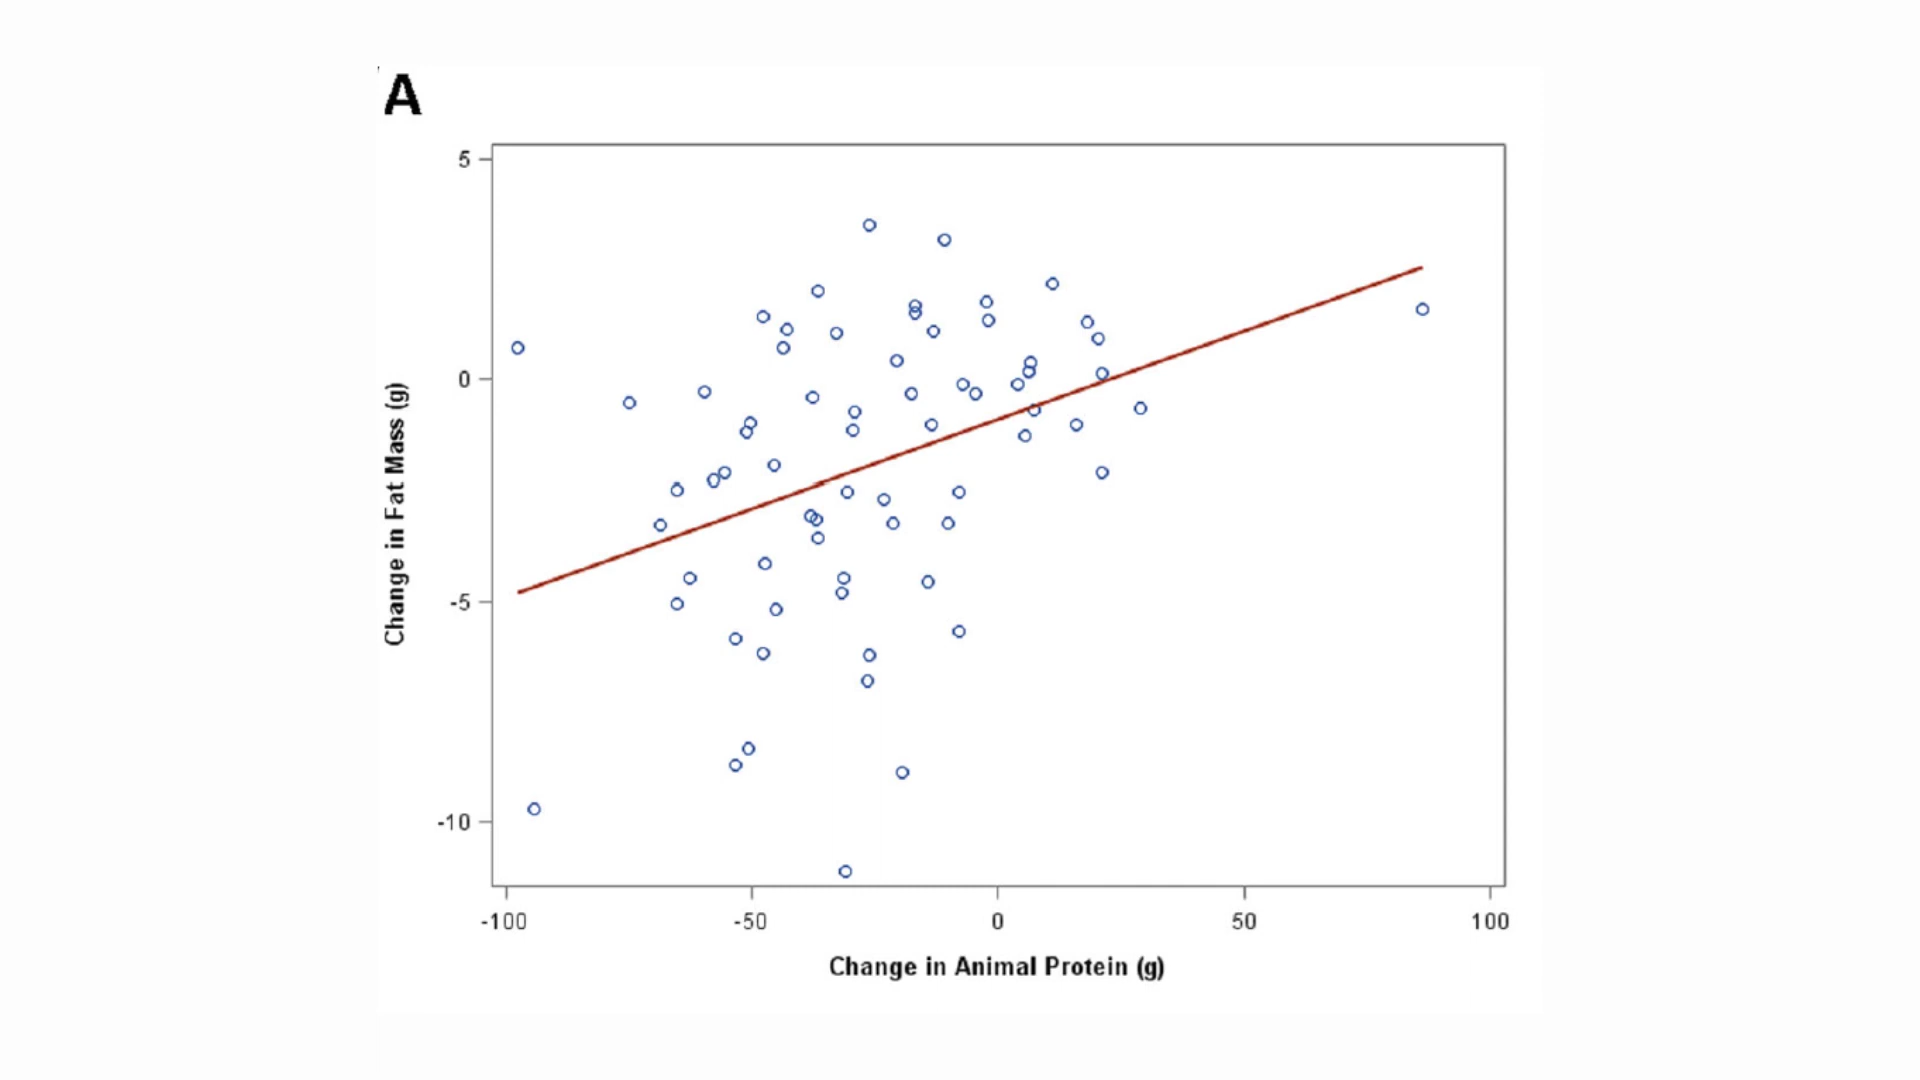 A
5
0
-5
-10
Change in Fat Mass (g)
-100 -50 0 50 100
Change in Animal Protein (g)